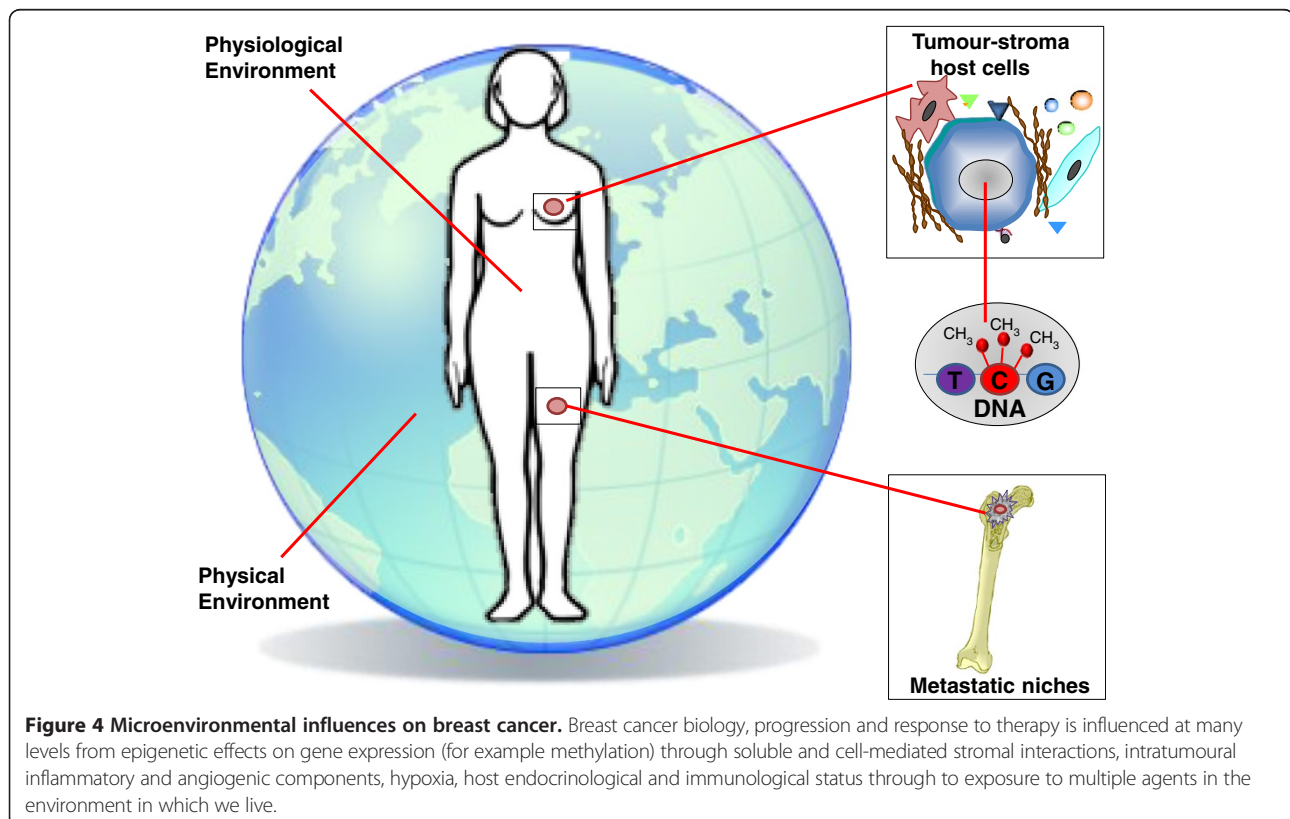 Physiological
Environment
Tumour-stroma
host cells
CH3
CH3
CH3
T C G
DNA
Physical
Environment
Metastatic niches
Figure 4 Microenvironmental influences on breast cancer. Breast cancer biology, progression and response to therapy is influenced at many
levels from epigenetic effects on gene expression (for example methylation) through soluble and cell-mediated stromal interactions, intratumoural
inflammatory and angiogenic components, hypoxia, host endocrinological and immunological status through to exposure to multiple agents in the
environment in which we live.